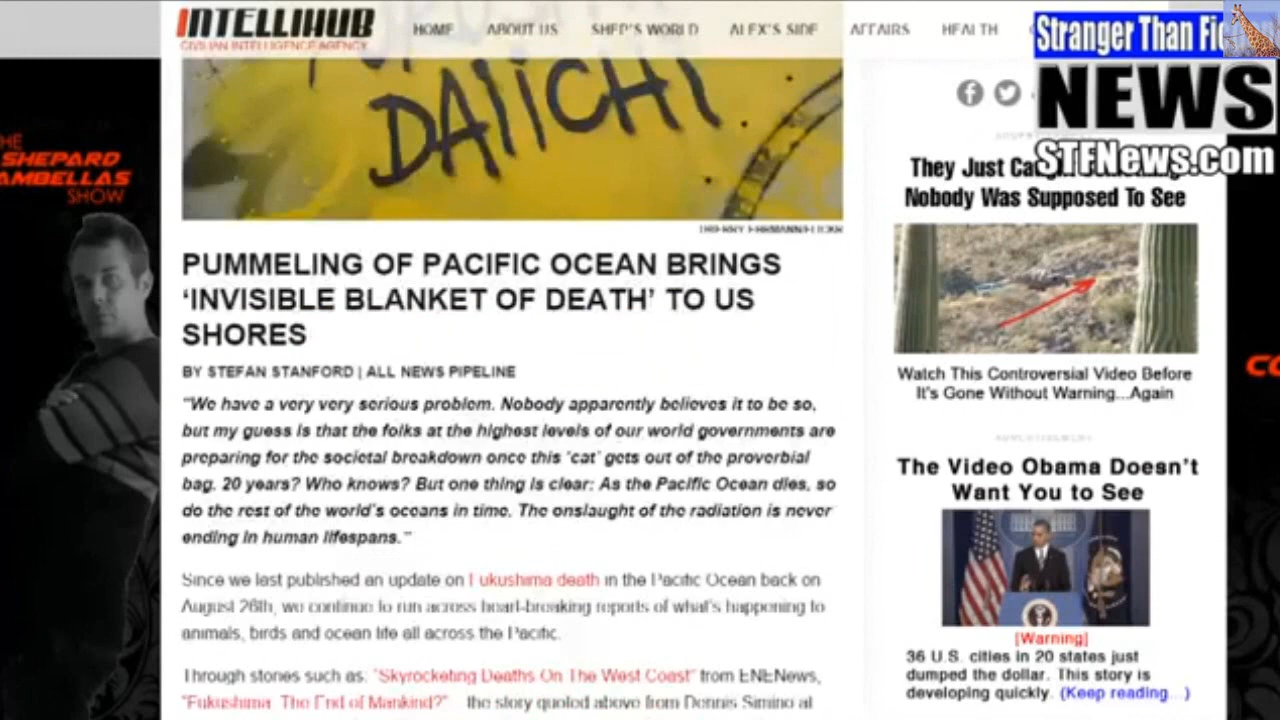 INTELLIHUB
CIVILIAN INTELLIGENCE AGENCY
HOME ABOUT US SHEP'S WORLD ALEX'S SIDE AFFAIRS HEALTH
Stranger Than Fic
NEWS
STFNews.com
THE
SHEPARD
AMBELLAS
SHOW
DAIICHI
PUMMELING OF PACIFIC OCEAN BRINGS
‘INVISIBLE BLANKET OF DEATH’ TO US
SHORES
BY STEFAN STANFORD | ALL NEWS PIPELINE
“We have a very very serious problem. Nobody apparently believes it to be so,
but my guess is that the folks at the highest levels of our world governments are
preparing for the societal breakdown once this ‘cat’ gets out of the proverbial
bag. 20 years? Who knows? But one thing is clear: As the Pacific Ocean dies, so
do the rest of the world’s oceans in time. The onslaught of the radiation is never
ending in human lifespans.”
Since we last published an update on Fukushima death in the Pacific Ocean back on
August 26th, we continue to run across heart-breaking reports of what’s happening to
animals, birds and ocean life all across the Pacific.
Through stories such as: “Skyrocketing Deaths On The West Coast” from ENENews,
“Fukushima: The End of Mankind?” the story quoted above from Dennis Simino at
ADVERTISEMENT
They Just
Nobody Was Supposed To See
Watch This Controversial Video Before
It's Gone Without Warning...Again
ADVERTISEMENT
The Video Obama Doesn't
Want You to See
[Warning]
36 U.S. cities in 20 states just
dumped the dollar. This story is
developing quickly. (Keep reading...)